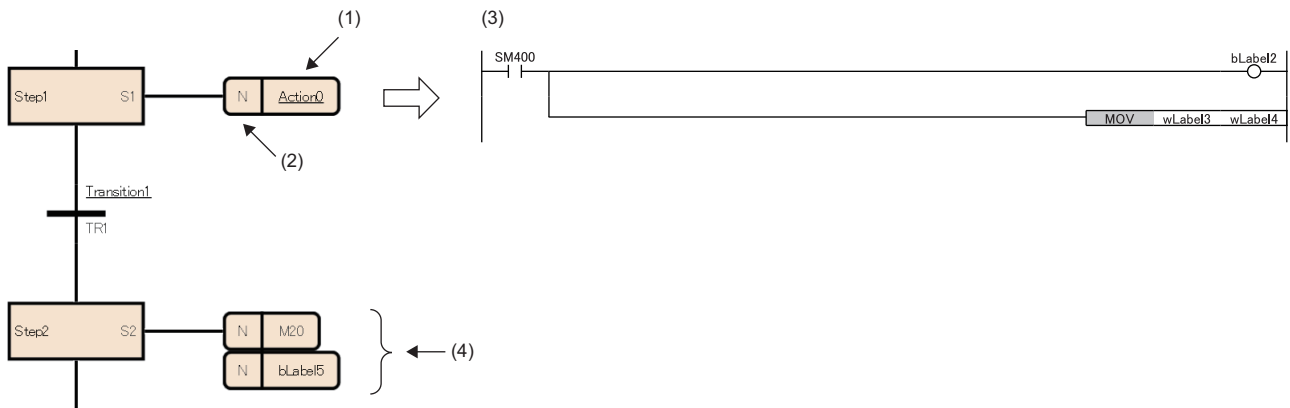 (1)
(3)
SM400
bLabel2
Step1 S1 N Action0
MOV wLabel3 wLabel4
(2)
Transition1
TR1
Step2 S2 N M20
(4)
N bLabel5